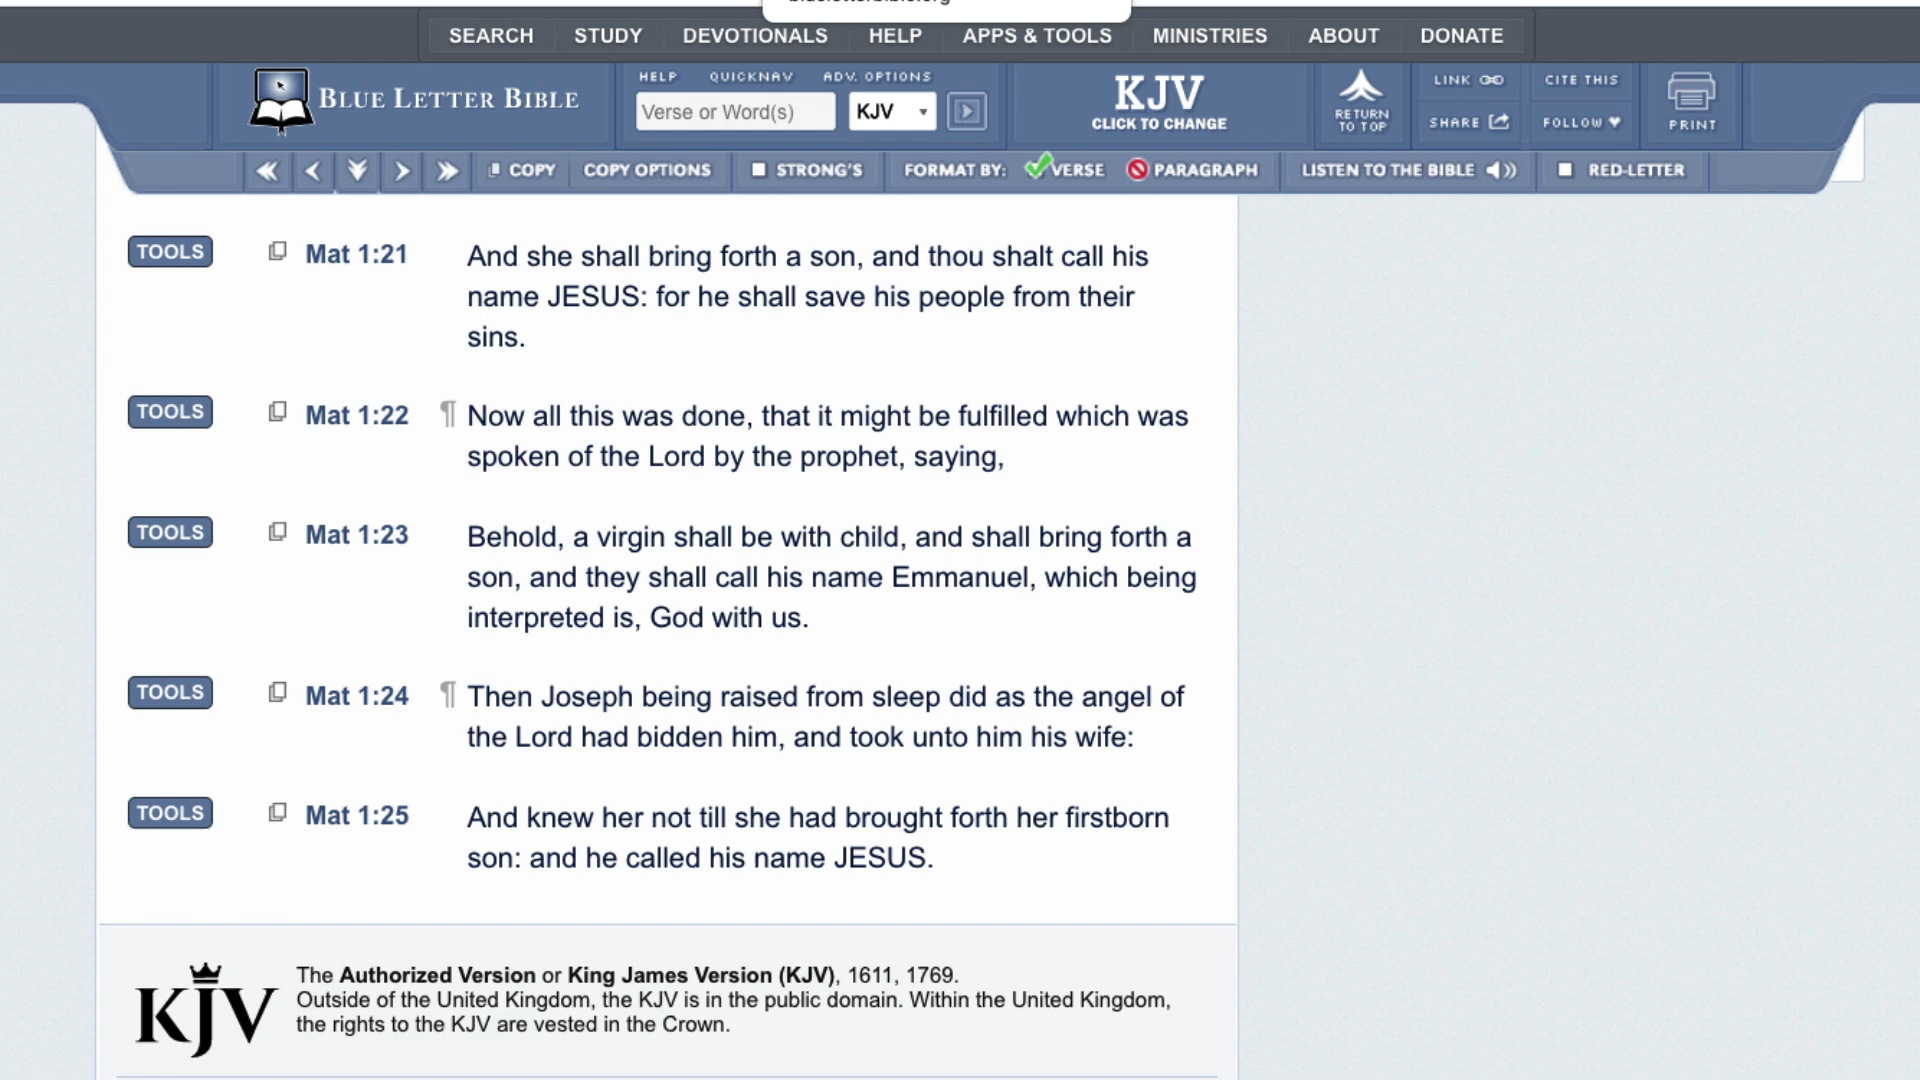 SEARCH STUDY DEVOTIONALS HELP APPS & TOOLS MINISTRIES ABOUT DONATE
BLUE LETTER BIBLE
HELP QUICKNAV ADV. OPTIONS
Verse or Word(s) KJV
KJV
CLICK TO CHANGE
RETURN
TO TOP
LINK
SHARE
CITE THIS
FOLLOW
PRINT
COPY COPY OPTIONS STRONG'S FORMAT BY: VERSE PARAGRAPH LISTEN TO THE BIBLE RED-LETTER
TOOLS Mat 1:21 And she shall bring forth a son, and thou shalt call his
name JESUS: for he shall save his people from their
sins.
TOOLS Mat 1:22 ¶ Now all this was done, that it might be fulfilled which was
spoken of the Lord by the prophet, saying,
TOOLS Mat 1:23 Behold, a virgin shall be with child, and shall bring forth a
son, and they shall call his name Emmanuel, which being
interpreted is, God with us.
TOOLS Mat 1:24 ¶ Then Joseph being raised from sleep did as the angel of
the Lord had bidden him, and took unto him his wife:
TOOLS Mat 1:25 And knew her not till she had brought forth her firstborn
son: and he called his name JESUS.
KJV
The Authorized Version or King James Version (KJV), 1611, 1769.
Outside of the United Kingdom, the KJV is in the public domain. Within the United Kingdom,
the rights to the KJV are vested in the Crown.